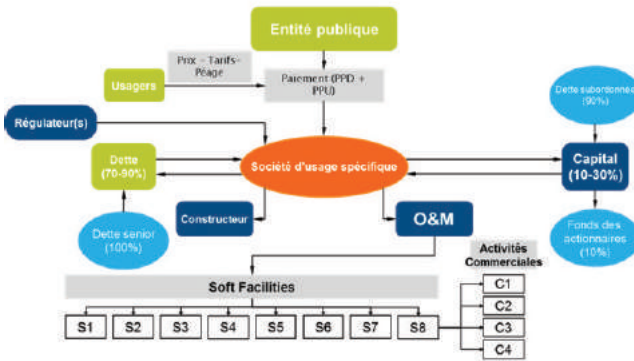 Entité publique
Prix – Tarifs–
Péage
Usagers
Paiement (PPD +
PPU)
Dette subordonnée
(90%)
Régulateur(s)
Dette
(70-90%)
Société d'usage spécifique
Capital
(10-30%)
Dette senior
(100%)
Constructeur
O&M
Fonds des
actionnaires
(10%)
Activités
Commerciales
Soft Facilities
S1
S2
S3
S4
S5
S6
S7
S8
C1
C2
C3
C4